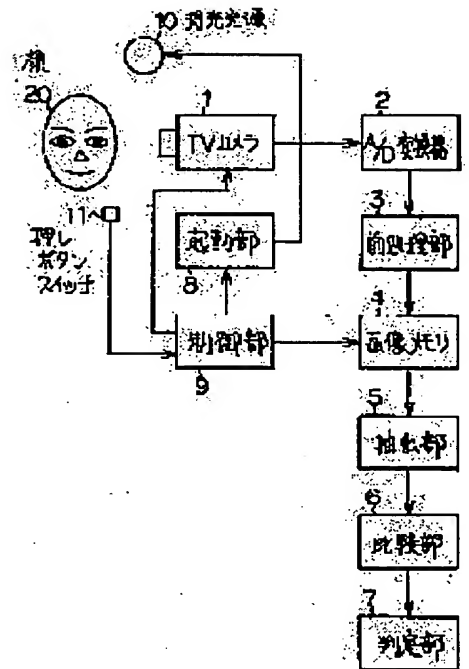 10 閃光光源
顔
20
1
TVカメラ
2
A/D 変換器
11
押し
ボタン
スイッチ
起動部
8
3
前処理部
制御部
9
4
画像メモリ
5
抽出部
6
比較部
7
判定部